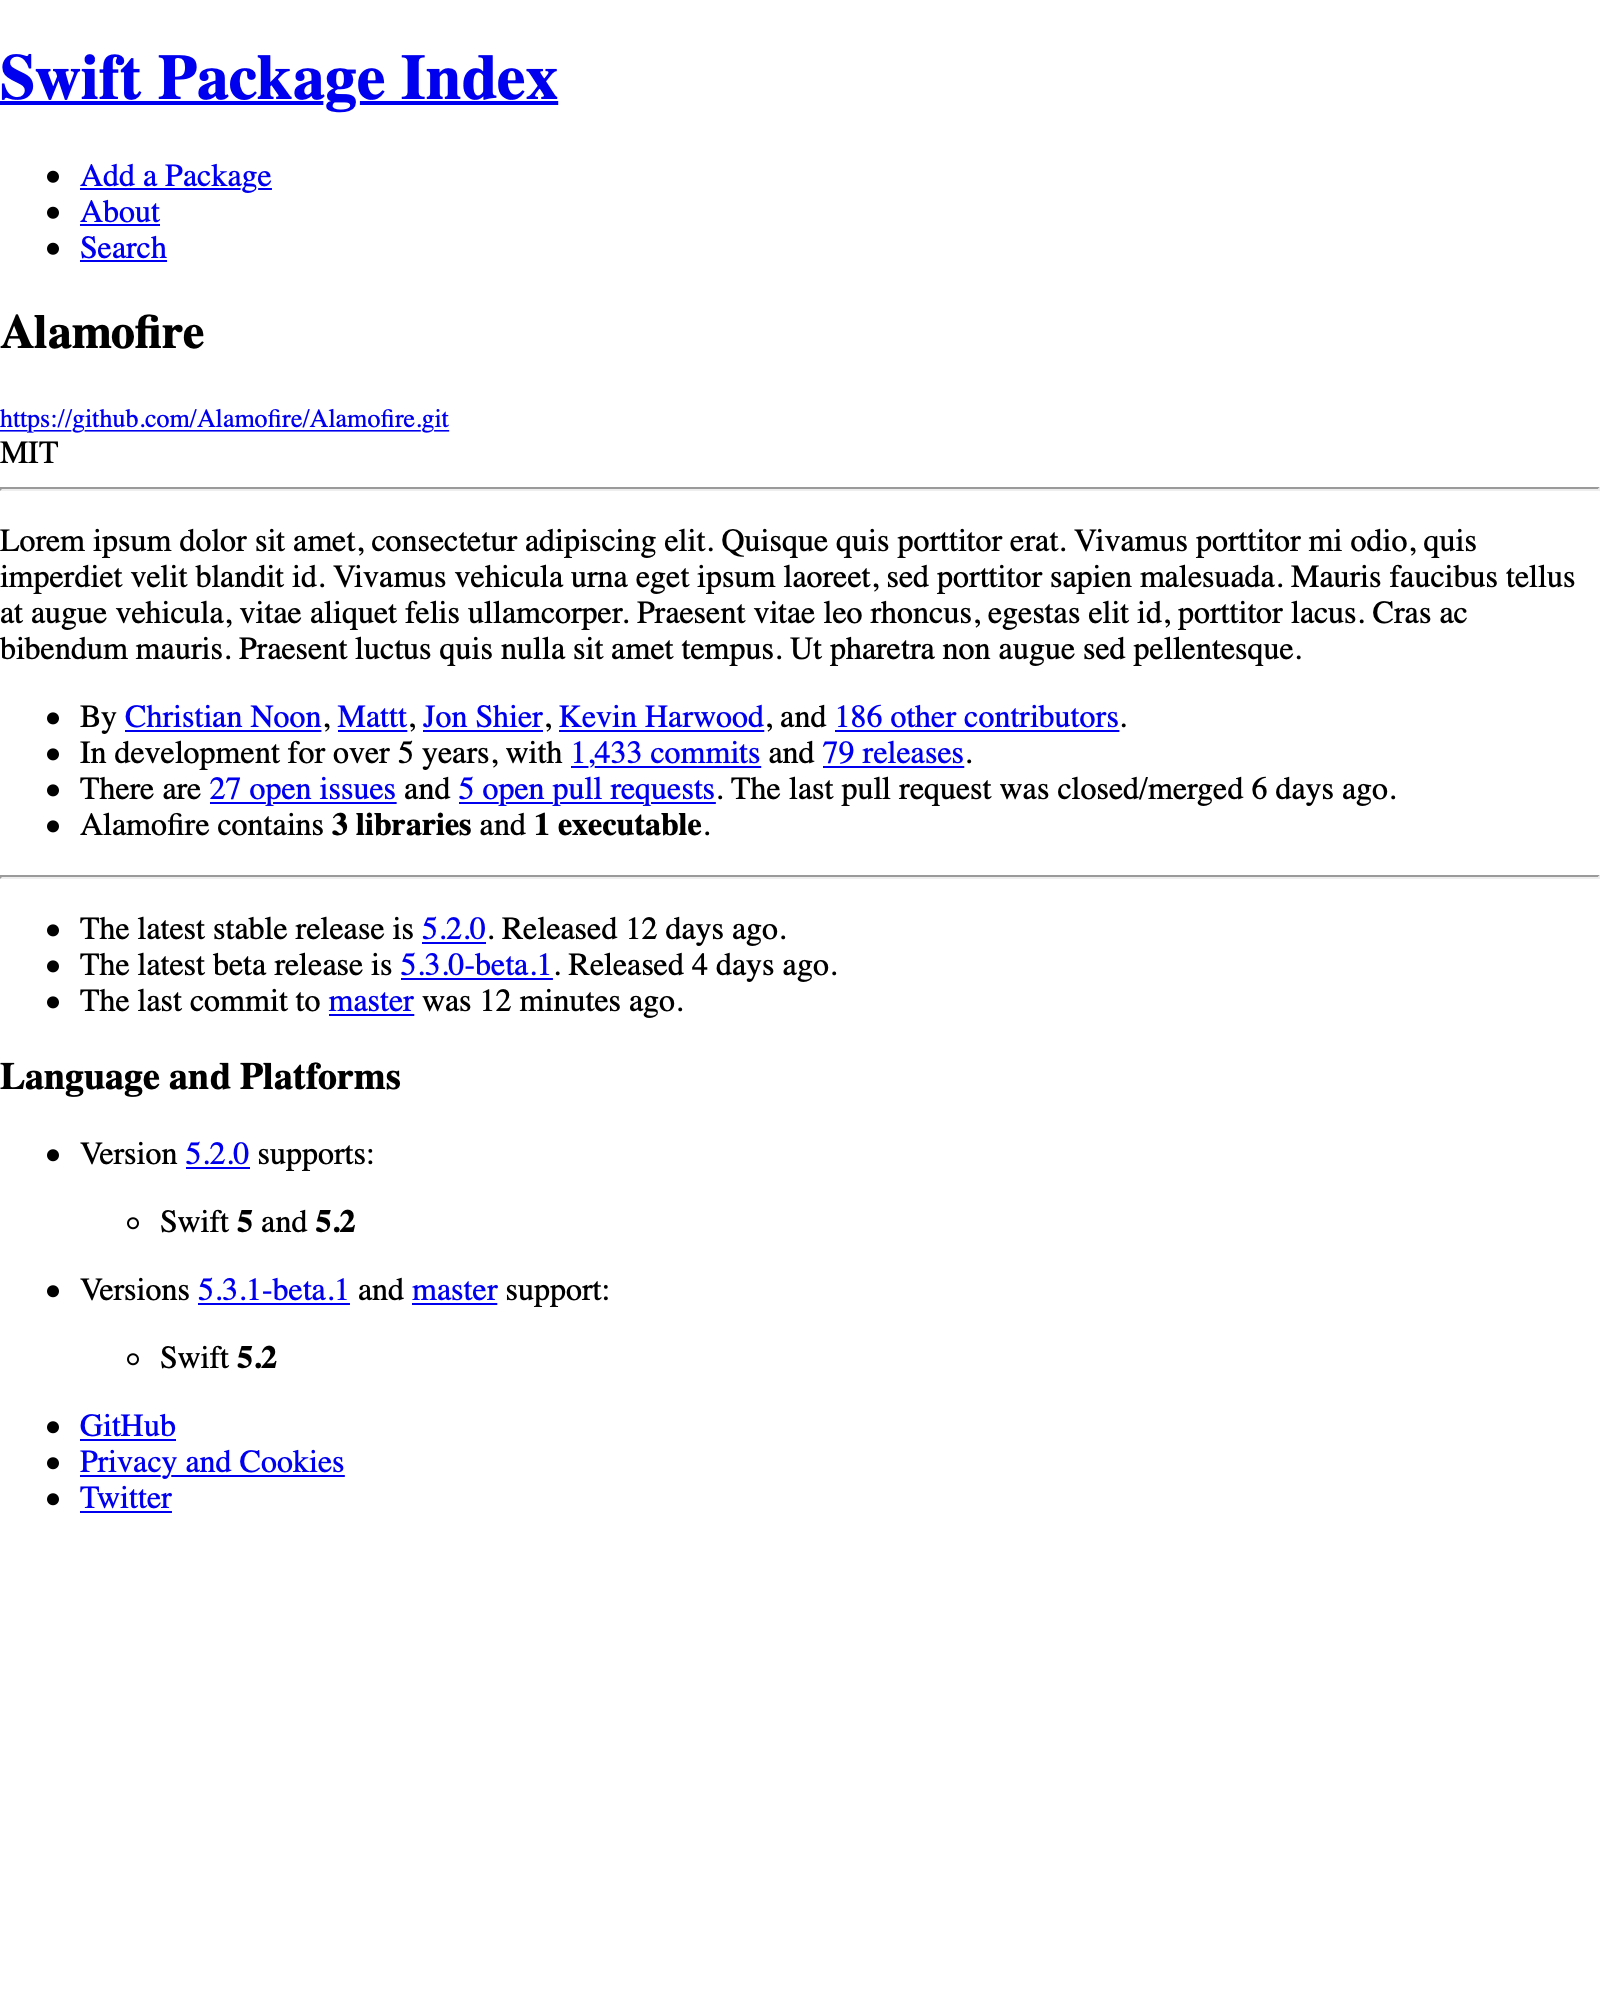 Swift Package Index
Add a Package
About
Search
Alamofire
https://github.com/Alamofire/Alamofire.git
MIT
Lorem ipsum dolor sit amet, consectetur adipiscing elit. Quisque quis porttitor erat. Vivamus porttitor mi odio, quis
imperdiet velit blandit id. Vivamus vehicula urna eget ipsum laoreet, sed porttitor sapien malesuada. Mauris faucibus tellus
at augue vehicula, vitae aliquet felis ullamcorper. Praesent vitae leo rhoncus, egestas elit id, porttitor lacus. Cras ac
bibendum mauris. Praesent luctus quis nulla sit amet tempus. Ut pharetra non augue sed pellentesque.
By Christian Noon, Mattt, Jon Shier, Kevin Harwood, and 186 other contributors.
In development for over 5 years, with 1,433 commits and 79 releases.
There are 27 open issues and 5 open pull requests. The last pull request was closed/merged 6 days ago.
Alamofire contains 3 libraries and 1 executable.
The latest stable release is 5.2.0. Released 12 days ago.
The latest beta release is 5.3.0-beta.1. Released 4 days ago.
The last commit to master was 12 minutes ago.
Language and Platforms
Version 5.2.0 supports:
Swift 5 and 5.2
Versions 5.3.1-beta.1 and master support:
Swift 5.2
GitHub
Privacy and Cookies
Twitter